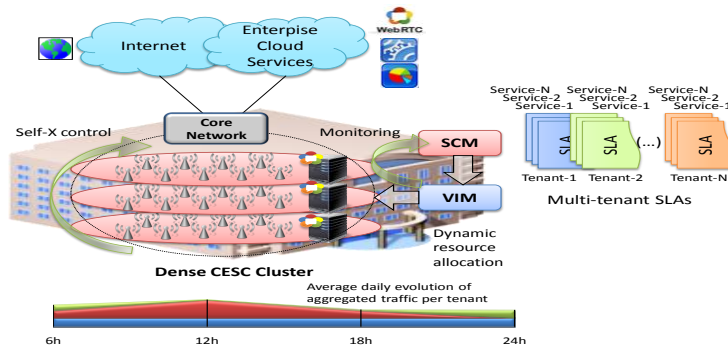 Internet
Enterpise
Cloud
Services
WebRTC
Core
Network
Self-X control
Monitoring
SCM
VIM
Dynamic
resource
allocation
Dense CESC Cluster
Service-N
Service-2
Service-1
SLA
Tenant-1
Service-N
Service-2
Service-1
SLA
Tenant-2
(...)
Service-N
Service-2
Service-1
SLA
Tenant-N
Multi-tenant SLAs
Average daily evolution of
aggregated traffic per tenant
6h
12h
18h
24h